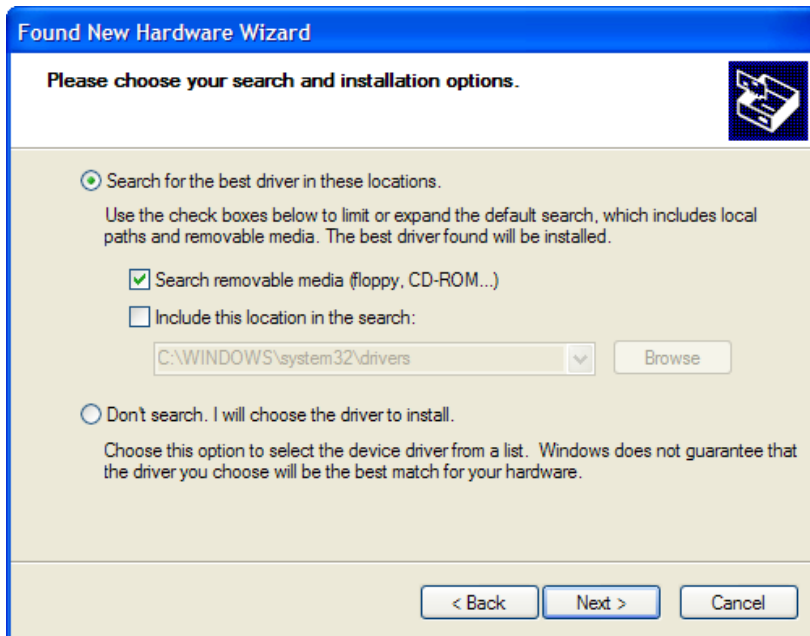 Found New Hardware Wizard
Please choose your search and installation options.
Search for the best driver in these locations.
Use the check boxes below to limit or expand the default search, which includes local
paths and removable media. The best driver found will be installed.
Search removable media (floppy, CD-ROM...)
Include this location in the search:
C:\WINDOWS\system32\drivers
Browse
Don't search. I will choose the driver to install.
Choose this option to select the device driver from a list.  Windows does not guarantee that
the driver you choose will be the best match for your hardware.
< Back
Next >
Cancel